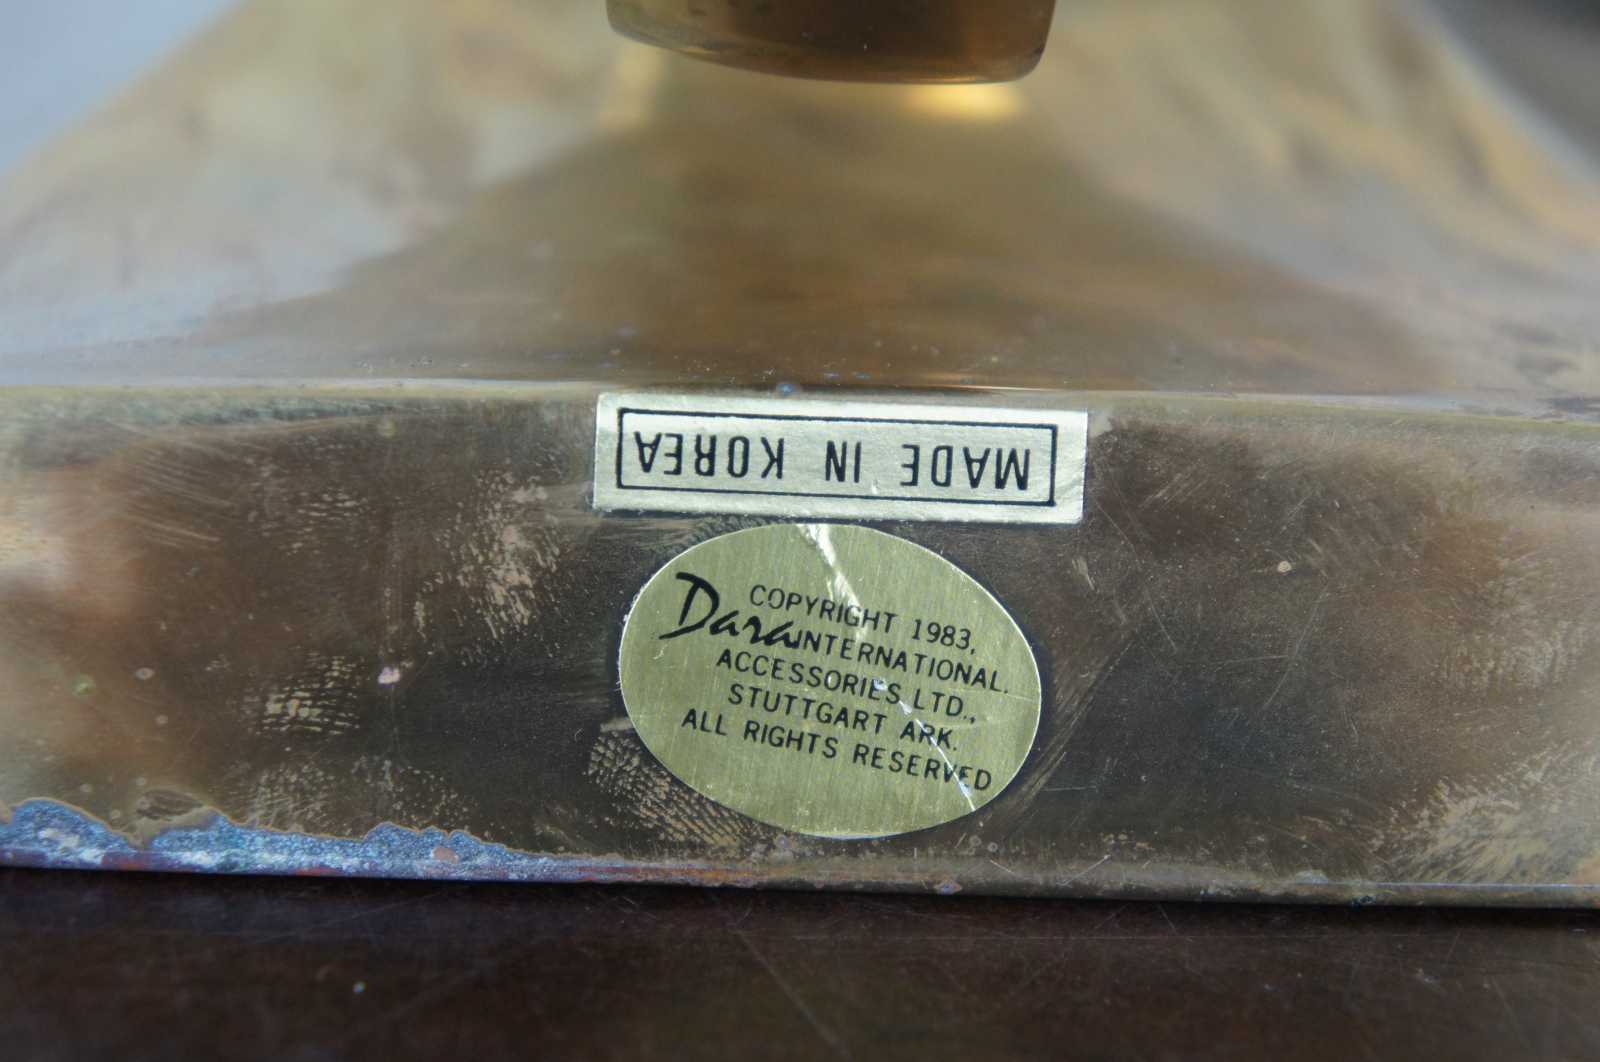 MADE IN KOREA
COPYRIGHT 1983,
Dara INTERNATIONAL.
ACCESSORIES LTD.,
STUTTGART ARK.
ALL RIGHTS RESERVED